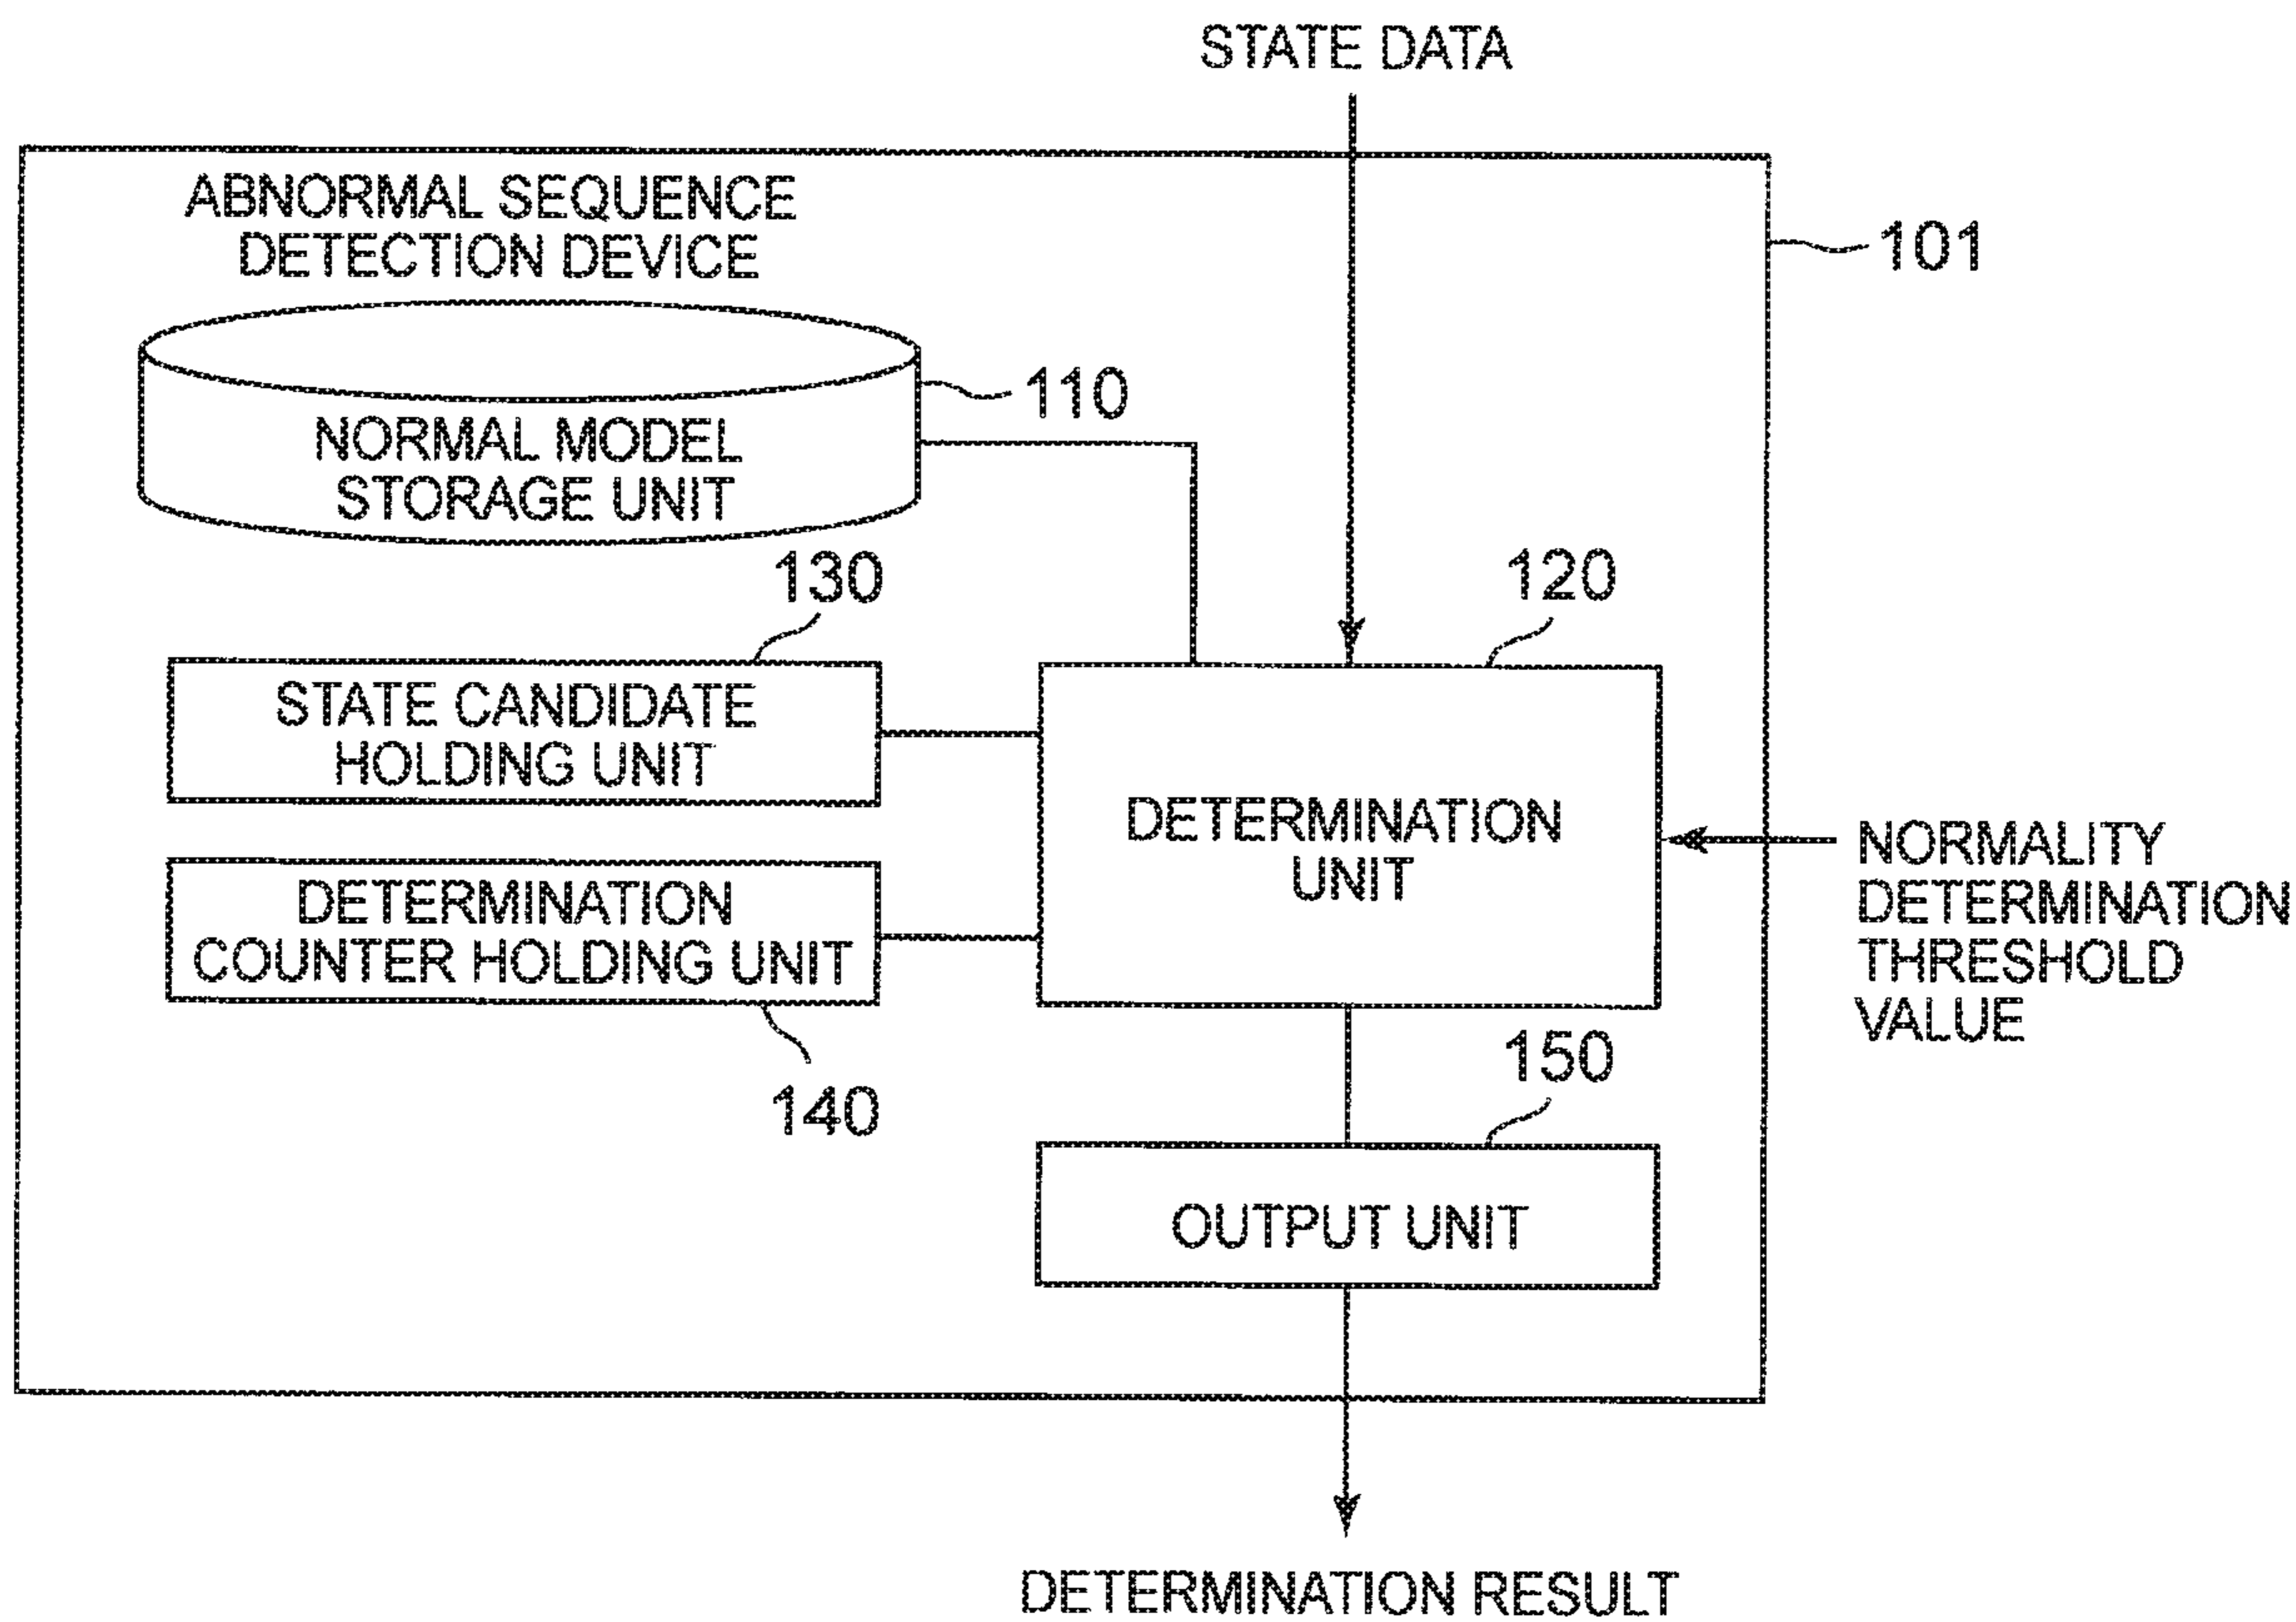 STATE DATA
ABNORMAL SEQUENCE
DETECTION DEVICE
101
110
NORMAL MODEL
STORAGE UNIT
130
120
STATE CANDIDATE
HOLDING UNIT
DETERMINATION
UNIT
NORMALITY
DETERMINATION
THRESHOLD
VALUE
DETERMINATION
COUNTER HOLDING UNIT
140
150
OUTPUT UNIT
DETERMINATION RESULT